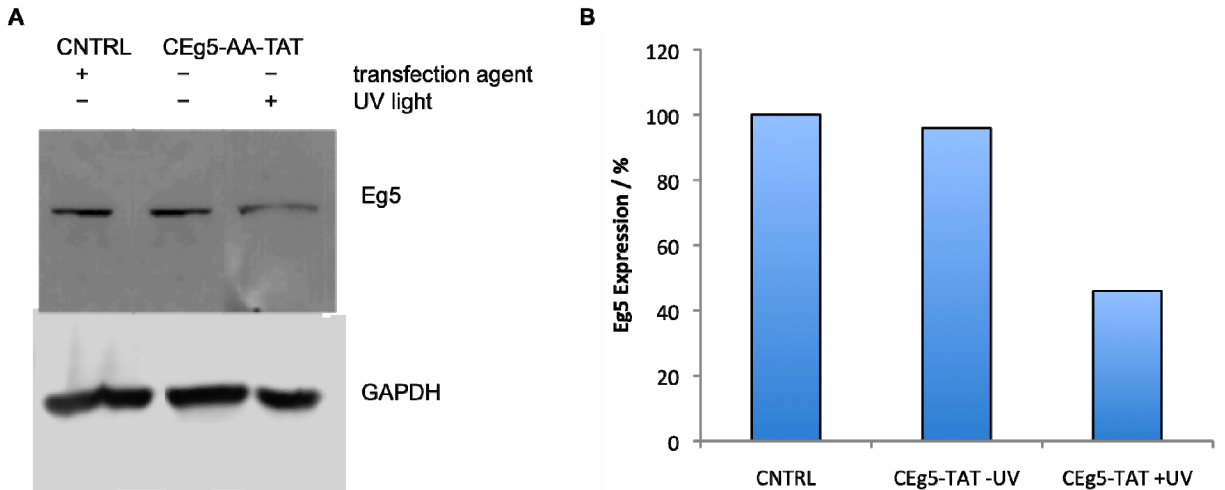 A
CNTRL CEg5-AA-TAT
+ – – transfection agent
– – + UV light
Eg5
GAPDH
B
Eg5 Expression / %
120
100
80
60
40
20
0
CNTRL CEg5-TAT -UV CEg5-TAT +UV